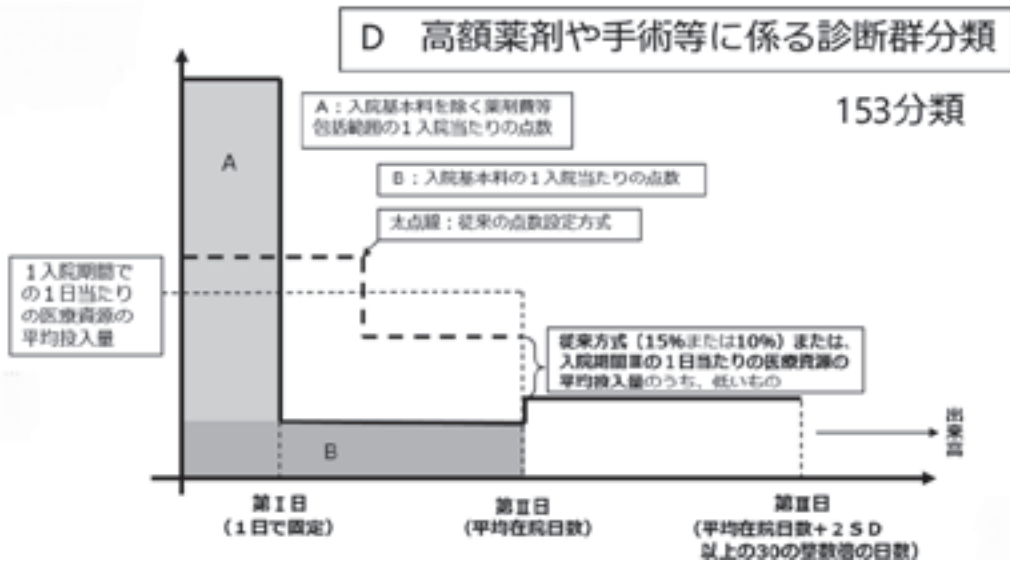 D 高額薬剤や手術等に係る診断群分類
153分類
A：入院基本料を除く薬剤費等
包括範囲の１入院当たりの点数
A
B：入院基本料の１入院当たりの点数
太点線：従来の点数設定方式
１入院期間で
の１日当たり
の医療資源の
平均投入量
従来方式（15%または10%）または、
入院期間Ⅲの１日当たりの医療資源の
平均投入量のうち、低いもの
B
出来高
第Ⅰ日
（１日で固定）
第Ⅱ日
（平均在院日数）
第Ⅲ日
（平均在院日数＋２SD
以上の30の整数倍の日数）